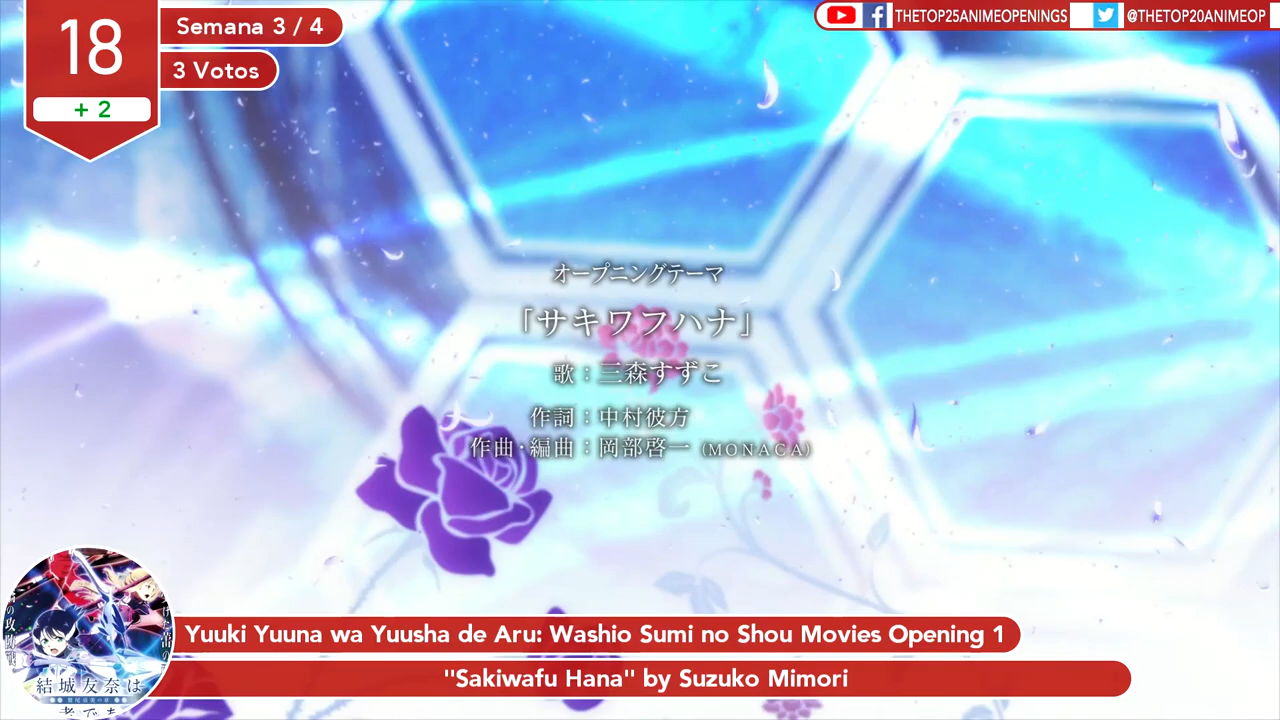 18
Semana 3 / 4
3 Votos
+ 2
THETOP25ANIMEOPENINGS
@THETOP20ANIMEOP
オープニングテーマ
「サキワフハナ」
歌：三森すずこ
作詞：中村彼方
作曲・編曲：岡部啓一（MONACA）
結城友奈は
Yuuki Yuuna wa Yuusha de Aru: Washio Sumi no Shou Movies Opening 1
"Sakiwafu Hana" by Suzuko Mimori